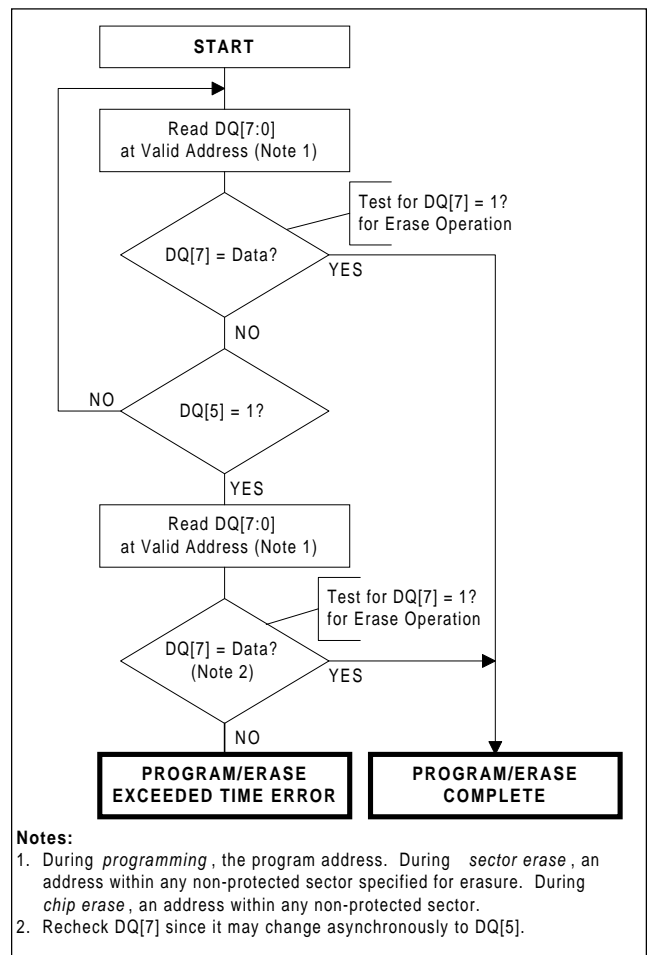 START
Read DQ[7:0]
at Valid Address (Note 1)
Test for DQ[7] = 1?
for Erase Operation
DQ[7] = Data?
YES
NO
NO
DQ[5] = 1?
YES
Read DQ[7:0]
at Valid Address (Note 1)
Test for DQ[7] = 1?
for Erase Operation
DQ[7] = Data?
(Note 2)
YES
NO
PROGRAM/ERASE
EXCEEDED TIME ERROR
PROGRAM/ERASE
COMPLETE
Notes:
1. During programming, the program address. During sector erase, an
address within any non-protected sector specified for erasure. During
chip erase, an address within any non-protected sector.
2. Recheck DQ[7] since it may change asynchronously to DQ[5].